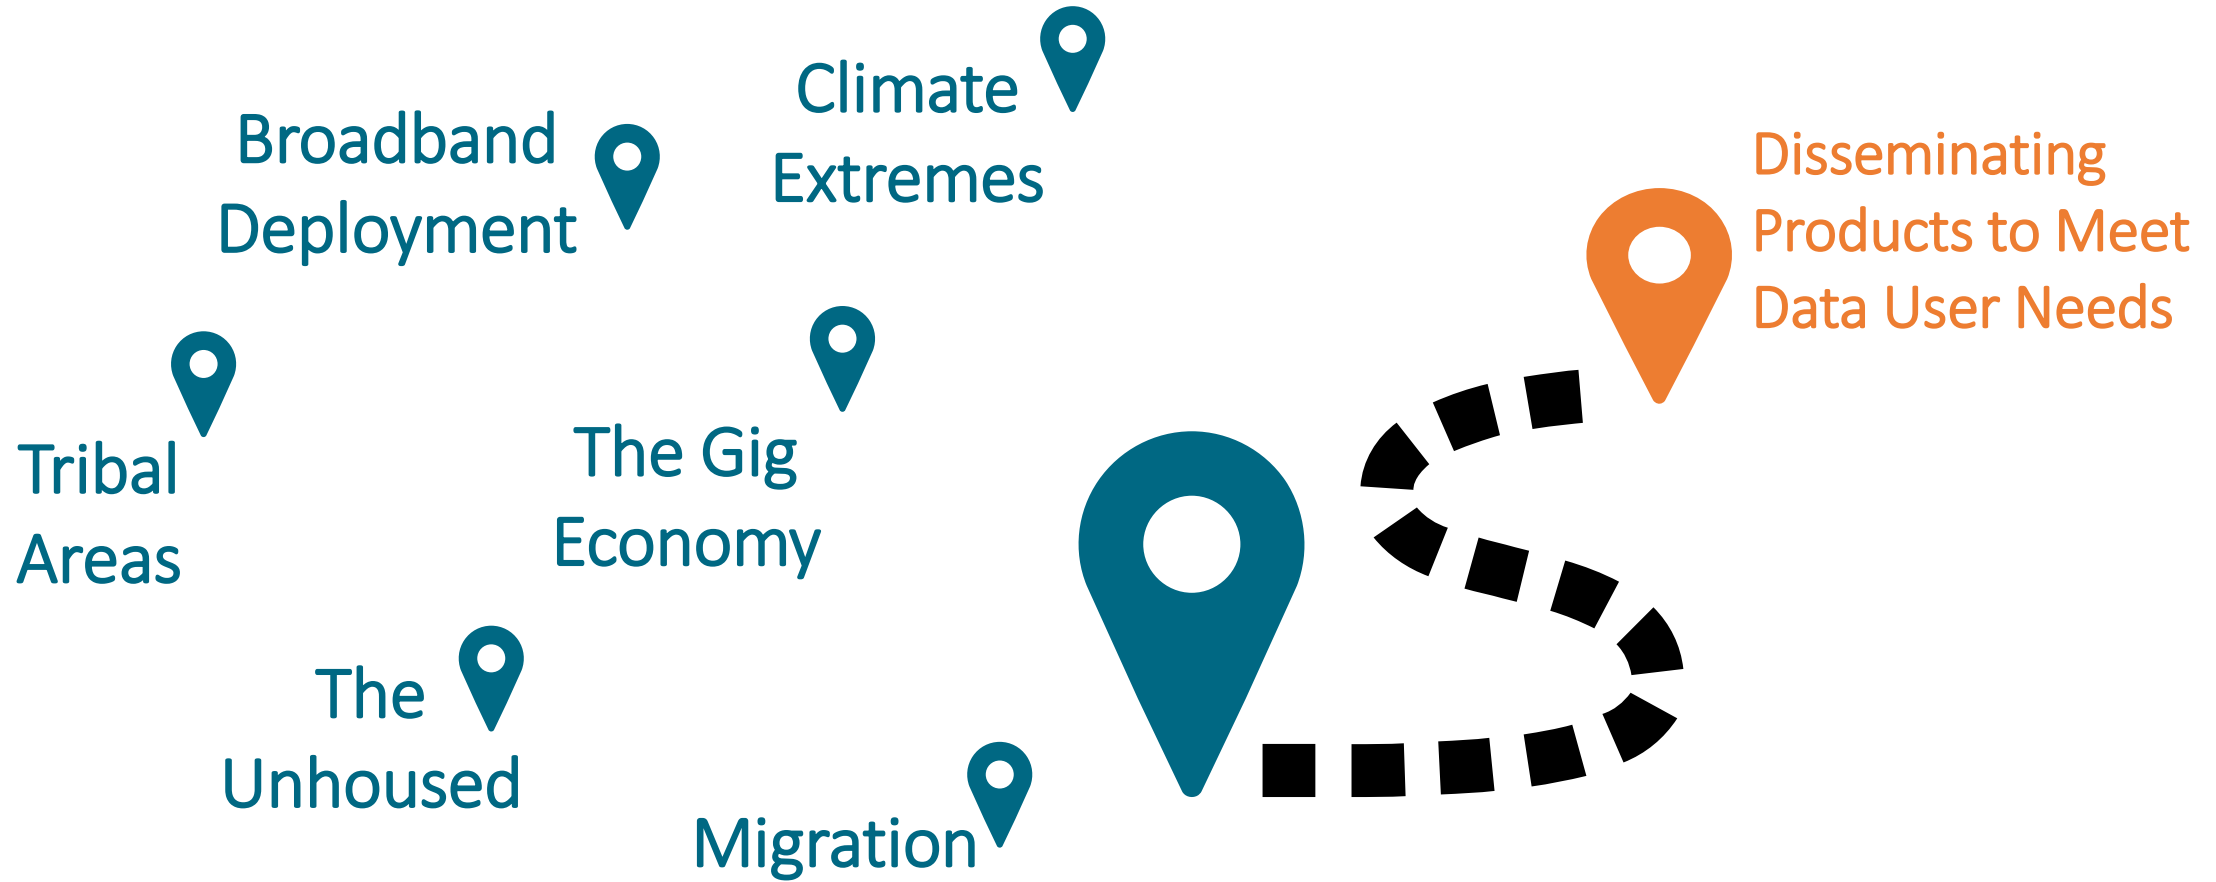 Climate
Extremes
Broadband
Deployment
Disseminating
Products to Meet
Data User Needs
Tribal
Areas
The Gig
Economy
The
Unhoused
Migration